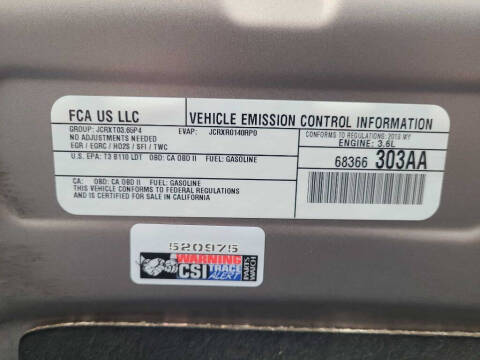 FCA US LLC
VEHICLE EMISSION CONTROL INFORMATION
GROUP: JCRXT03.65P4 EVAP: JCRXR0140RP0
CONFORMS TO REGULATIONS: 2018 MY
NO ADJUSTMENTS NEEDED
ENGINE: 3.6L
EGR / EGRC / HO2S / SFI / TWC
68366 303AA
U.S. EPA: T3 B110 LDT OBD: CA OBD II FUEL: GASOLINE
CA: OBD: CA OBD II FUEL: GASOLINE
THIS VEHICLE CONFORMS TO FEDERAL REGULATIONS
AND IS CERTIFIED FOR SALE IN CALIFORNIA
520975
WARNING
CSI TRACE
ALERT
PARTS
WATCH